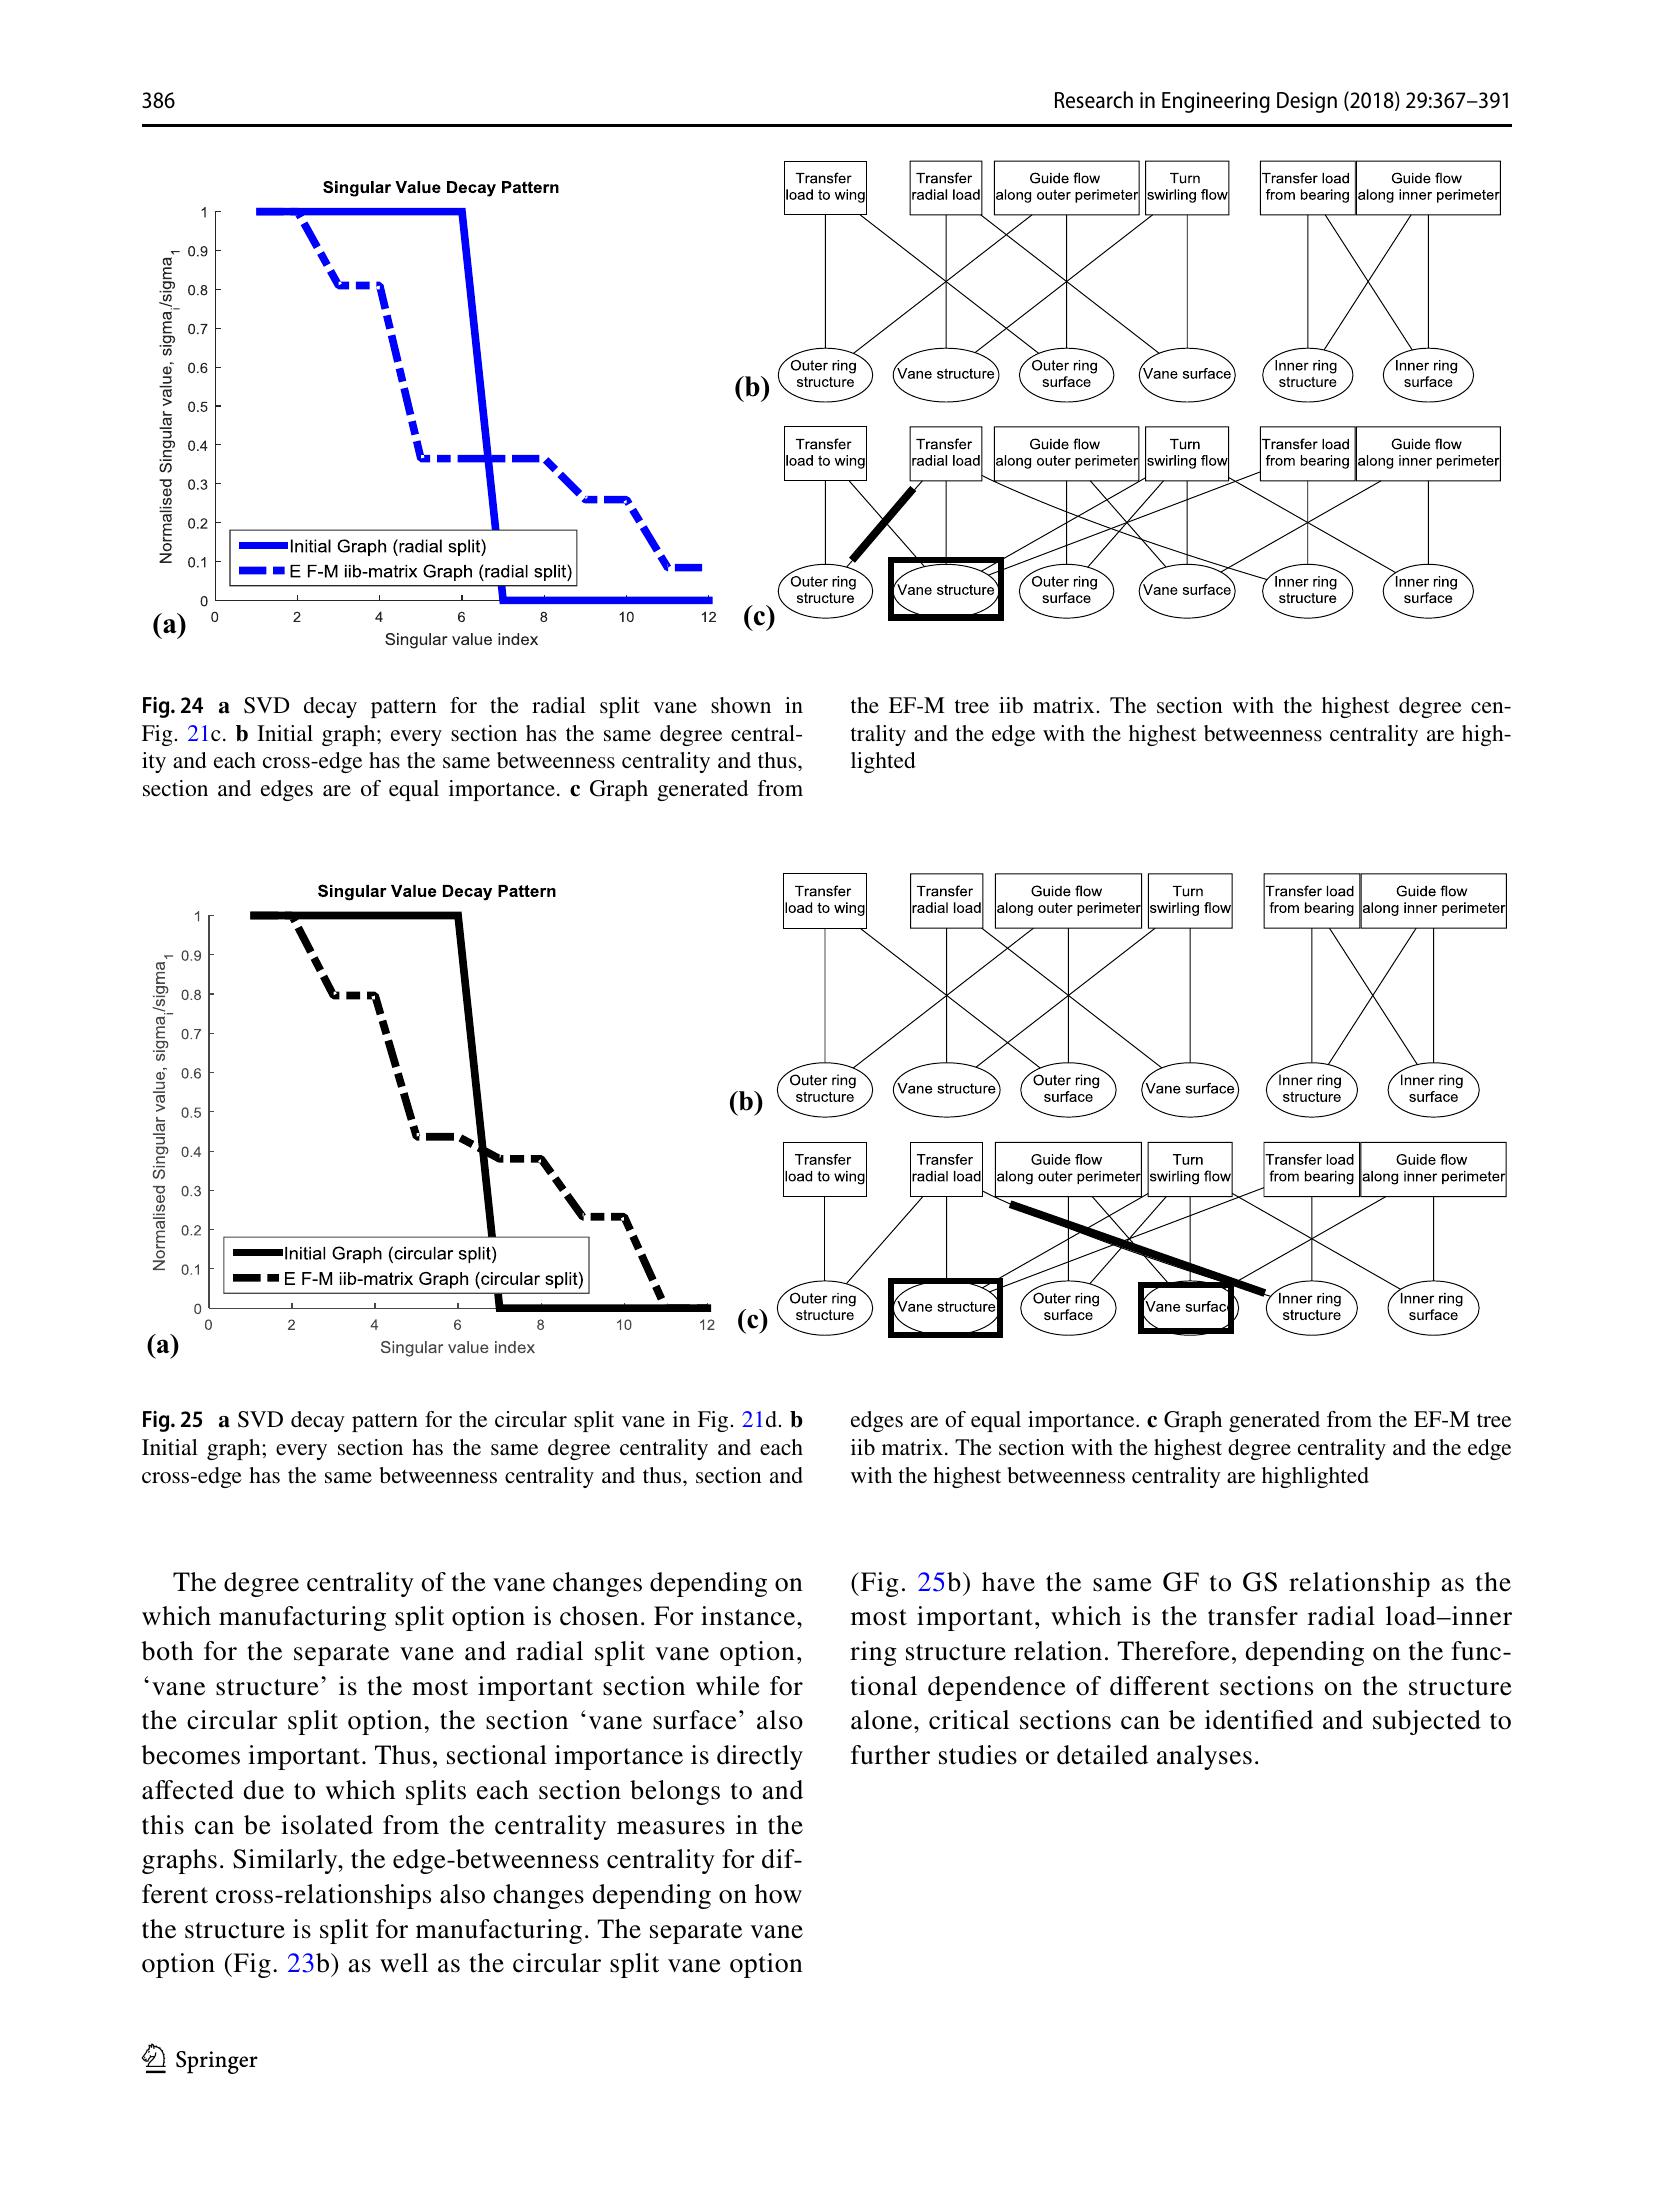 386
Research in Engineering Design (2018) 29:367–391
Singular Value Decay Pattern
Normalised Singular value, sigma_i/sigma_1
1
0.9
0.8
0.7
0.6
0.5
0.4
0.3
0.2
0.1
0
Initial Graph (radial split)
E F-M iib-matrix Graph (radial split)
0 2 4 6 8 10 12
Singular value index
(a)
Transfer load to wing
Transfer radial load
Guide flow along outer perimeter
Turn swirling flow
Transfer load from bearing
Guide flow along inner perimeter
Outer ring structure
Vane structure
Outer ring surface
Vane surface
Inner ring structure
Inner ring surface
(b)
Transfer load to wing
Transfer radial load
Guide flow along outer perimeter
Turn swirling flow
Transfer load from bearing
Guide flow along inner perimeter
Outer ring structure
Vane structure
Outer ring surface
Vane surface
Inner ring structure
Inner ring surface
(c)
Fig. 24 a SVD decay pattern for the radial split vane shown in
Fig. 21c. b Initial graph; every section has the same degree central-
ity and each cross-edge has the same betweenness centrality and thus,
section and edges are of equal importance. c Graph generated from
the EF-M tree iib matrix. The section with the highest degree cen-
trality and the edge with the highest betweenness centrality are high-
lighted
Singular Value Decay Pattern
Normalised Singular value, sigma_i/sigma_1
1
0.9
0.8
0.7
0.6
0.5
0.4
0.3
0.2
0.1
0
Initial Graph (circular split)
E F-M iib-matrix Graph (circular split)
0 2 4 6 8 10 12
Singular value index
(a)
Transfer load to wing
Transfer radial load
Guide flow along outer perimeter
Turn swirling flow
Transfer load from bearing
Guide flow along inner perimeter
Outer ring structure
Vane structure
Outer ring surface
Vane surface
Inner ring structure
Inner ring surface
(b)
Transfer load to wing
Transfer radial load
Guide flow along outer perimeter
Turn swirling flow
Transfer load from bearing
Guide flow along inner perimeter
Outer ring structure
Vane structure
Outer ring surface
Vane surface
Inner ring structure
Inner ring surface
(c)
Fig. 25 a SVD decay pattern for the circular split vane in Fig. 21d. b
Initial graph; every section has the same degree centrality and each
cross-edge has the same betweenness centrality and thus, section and
edges are of equal importance. c Graph generated from the EF-M tree
iib matrix. The section with the highest degree centrality and the edge
with the highest betweenness centrality are highlighted
The degree centrality of the vane changes depending on
which manufacturing split option is chosen. For instance,
both for the separate vane and radial split vane option,
‘vane structure’ is the most important section while for
the circular split option, the section ‘vane surface’ also
becomes important. Thus, sectional importance is directly
affected due to which splits each section belongs to and
this can be isolated from the centrality measures in the
graphs. Similarly, the edge-betweenness centrality for dif-
ferent cross-relationships also changes depending on how
the structure is split for manufacturing. The separate vane
option (Fig. 23b) as well as the circular split vane option
(Fig. 25b) have the same GF to GS relationship as the
most important, which is the transfer radial load–inner
ring structure relation. Therefore, depending on the func-
tional dependence of different sections on the structure
alone, critical sections can be identified and subjected to
further studies or detailed analyses.
Springer